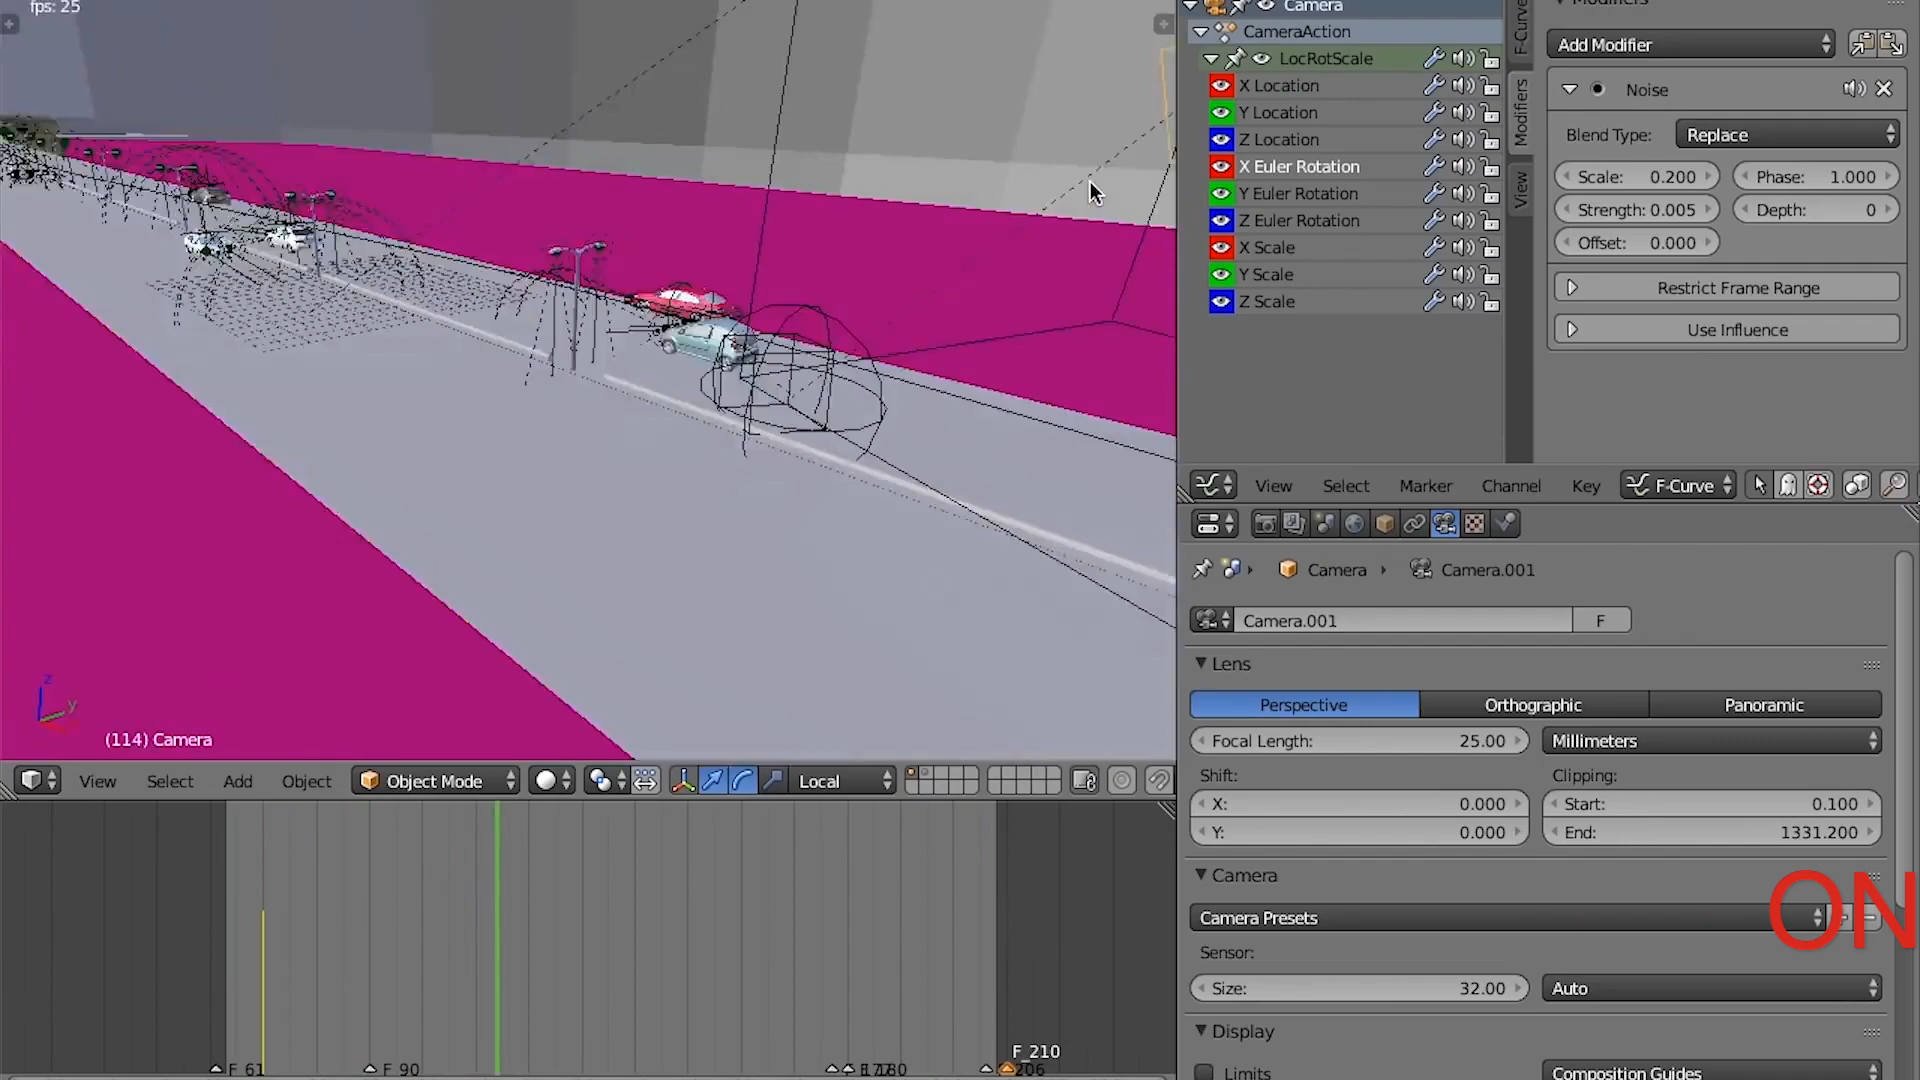 fps: 25
Camera
CameraAction
LocRotScale
X Location
Y Location
Z Location
X Euler Rotation
Y Euler Rotation
Z Euler Rotation
X Scale
Y Scale
Z Scale
F-Curve
Modifiers
View
Modifiers
Add Modifier
Noise
Blend Type: Replace
Scale: 0.200 Phase: 1.000
Strength: 0.005 Depth: 0
Offset: 0.000
Restrict Frame Range
Use Influence
View Select Marker Channel Key F-Curve
Camera Camera.001
Camera.001 F
Lens
Perspective Orthographic Panoramic
Focal Length: 25.00 Millimeters
Shift: Clipping:
X: 0.000 Start: 0.100
Y: 0.000 End: 1331.200
Camera
Camera Presets
ON
Sensor:
Size: 32.00 Auto
Display
Limits Composition Guides
z
y
(114) Camera
View Select Add Object Object Mode Local
F_61 F_90 F_210
206